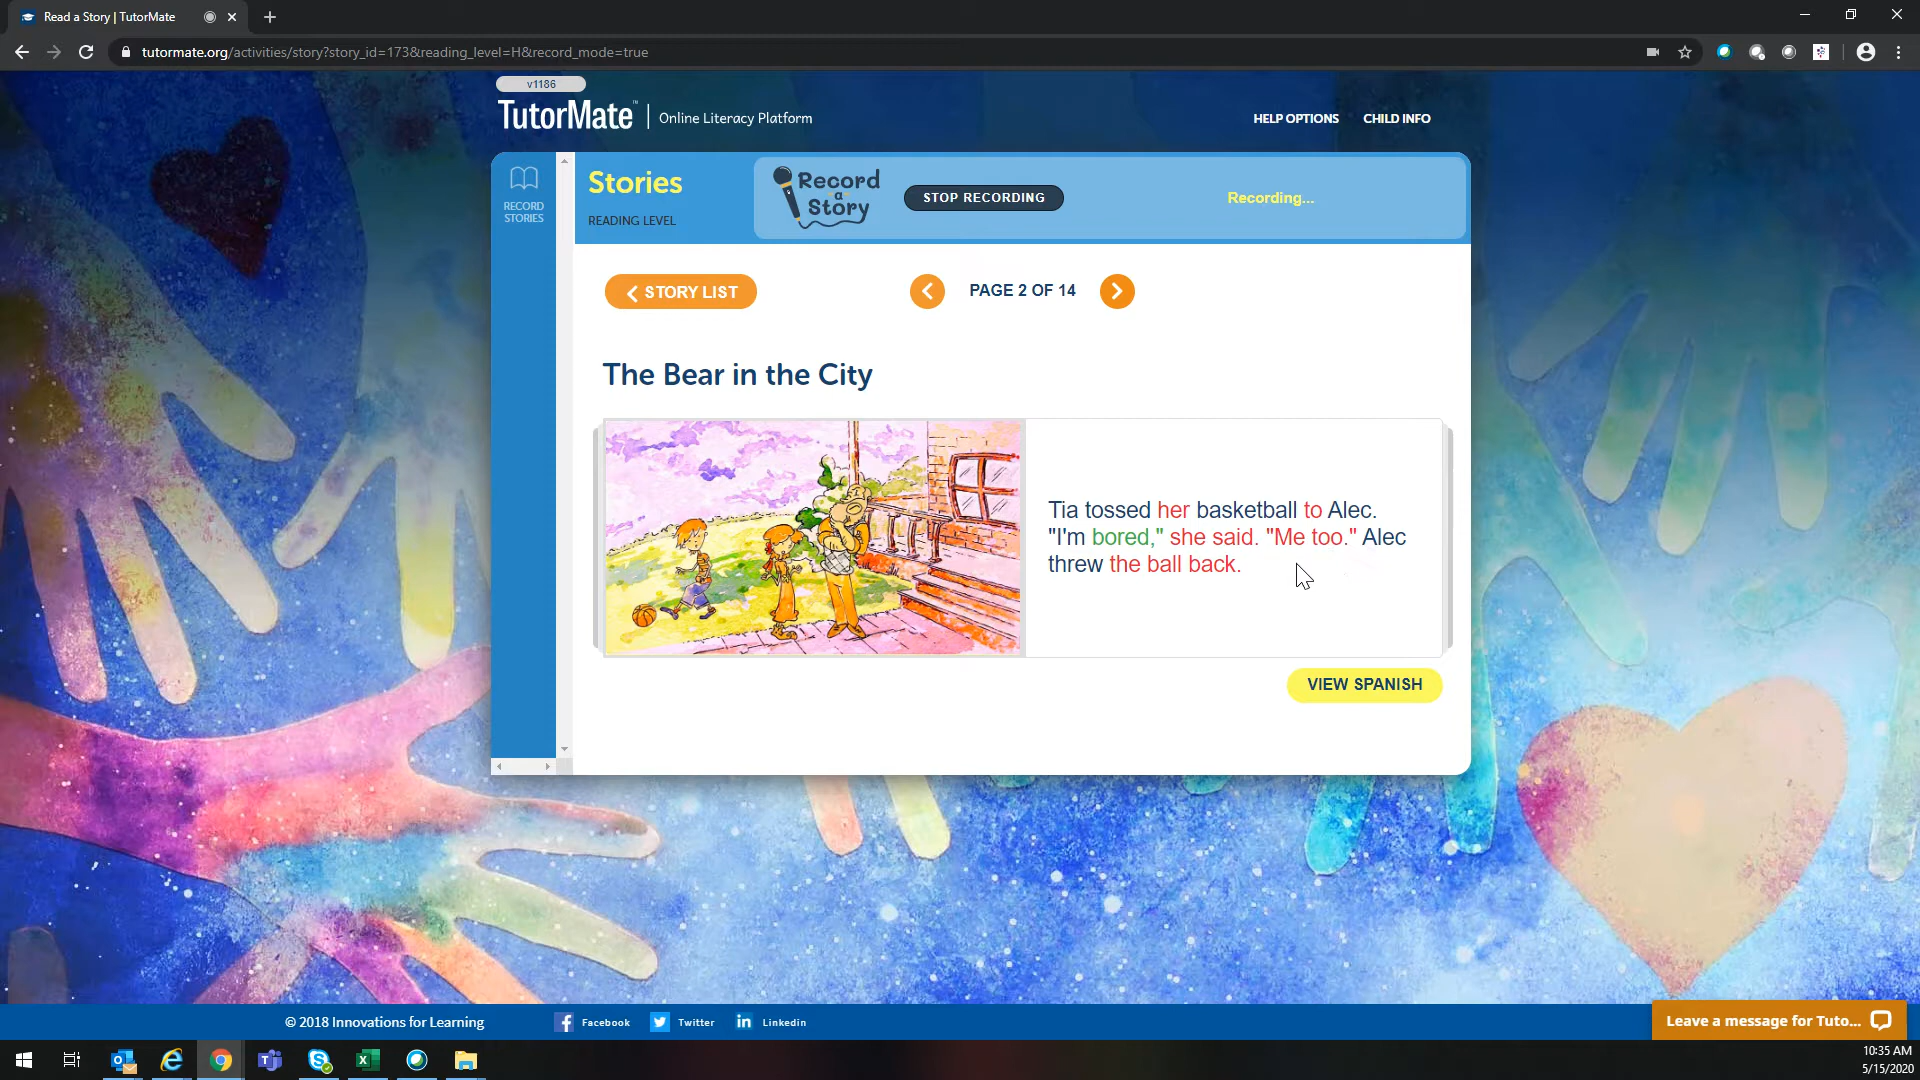 Read a Story | TutorMate
tutormate.org/activities/story?story_id=173&reading_level=H&record_mode=true
v1186
TutorMate™ | Online Literacy Platform
HELP OPTIONS CHILD INFO
RECORD
STORIES
Stories
READING LEVEL
Record
a
Story
STOP RECORDING
Recording...
STORY LIST
PAGE 2 OF 14
The Bear in the City
Tia tossed her basketball to Alec.
"I'm bored," she said. "Me too." Alec
threw the ball back.
VIEW SPANISH
© 2018 Innovations for Learning
Facebook
Twitter
Linkedin
Leave a message for Tuto...
10:35 AM
5/15/2020